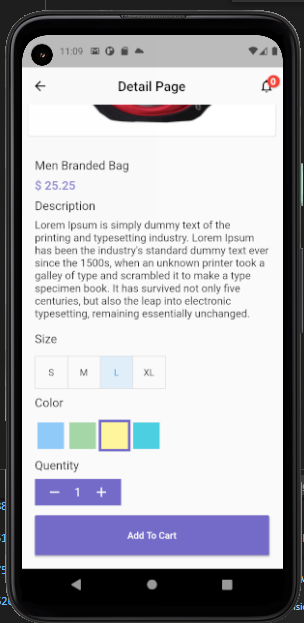 11:09
Detail Page
0
Men Branded Bag
$ 25.25
Description
Lorem Ipsum is simply dummy text of the
printing and typesetting industry. Lorem Ipsum
has been the industry's standard dummy text ever
since the 1500s, when an unknown printer took a
galley of type and scrambled it to make a type
specimen book. It has survived not only five
centuries, but also the leap into electronic
typesetting, remaining essentially unchanged.
Size
S M L XL
Color
Quentity
− 1 +
Add To Cart